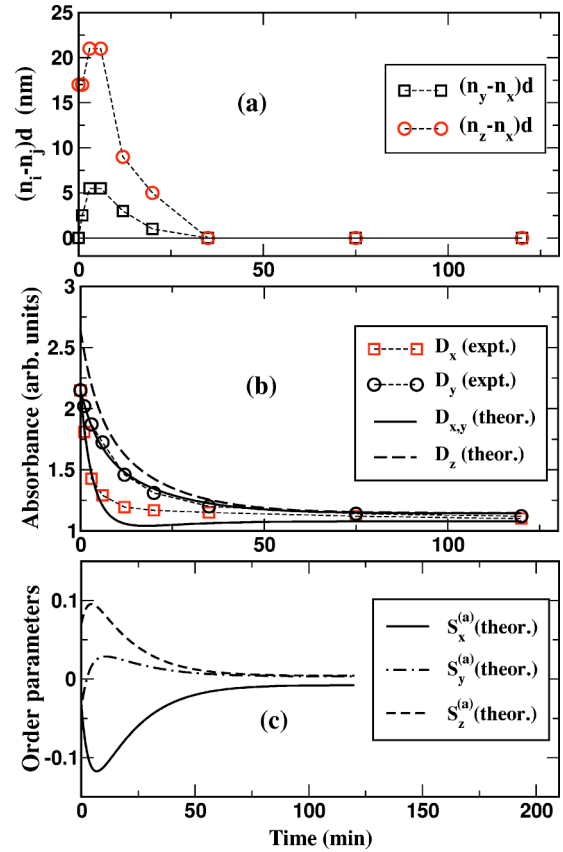 25
20
15
10
5
0
(n_i-n_j)d (nm)
(a)
(n_y-n_x)d
(n_z-n_x)d
0 50 100
3
2.5
2
1.5
1
Absorbance (arb. units)
(b)
D_x (expt.)
D_y (expt.)
D_x,y (theor.)
D_z (theor.)
0 50 100
0.1
0
-0.1
Order parameters
(c)
S_x^(a)(theor.)
S_y^(a)(theor.)
S_z^(a)(theor.)
0 50 100 150 200
Time (min)